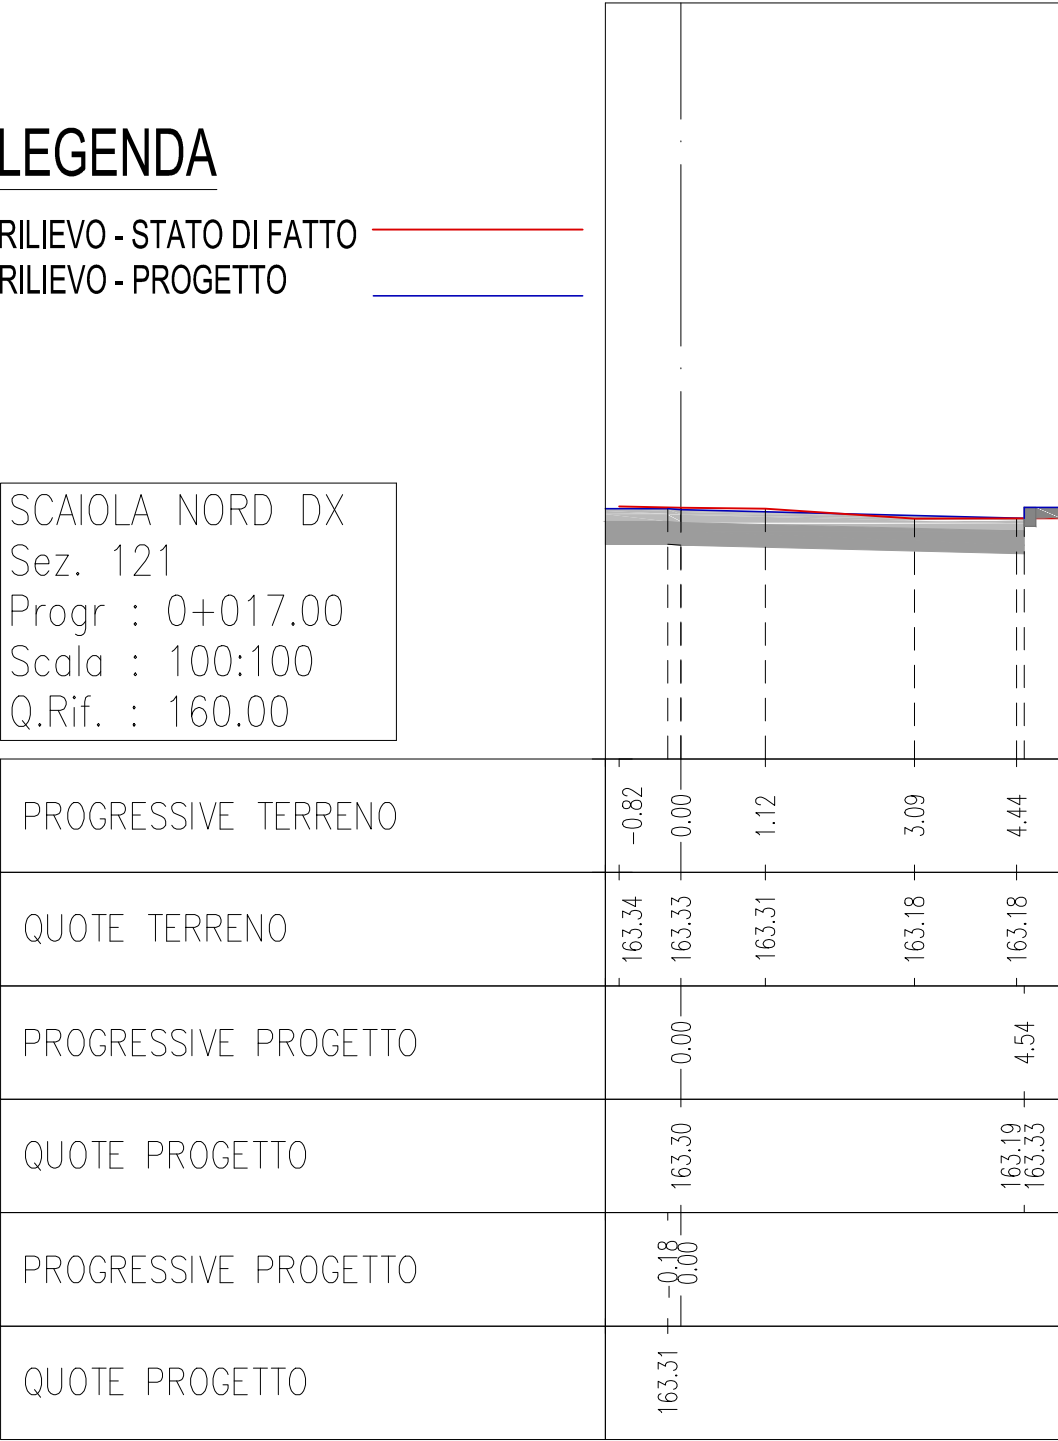 LEGENDA
RILIEVO - STATO DI FATTO
RILIEVO - PROGETTO
SCAIOLA NORD DX
Sez. 121
Progr : 0+017.00
Scala : 100:100
Q.Rif. : 160.00
PROGRESSIVE TERRENO -0.82 0.00 1.12 3.09 4.44
QUOTE TERRENO 163.34 163.33 163.31 163.18 163.18
PROGRESSIVE PROGETTO 0.00 4.54
QUOTE PROGETTO 163.30 163.19 163.33
PROGRESSIVE PROGETTO -0.18 0.00
QUOTE PROGETTO 163.31